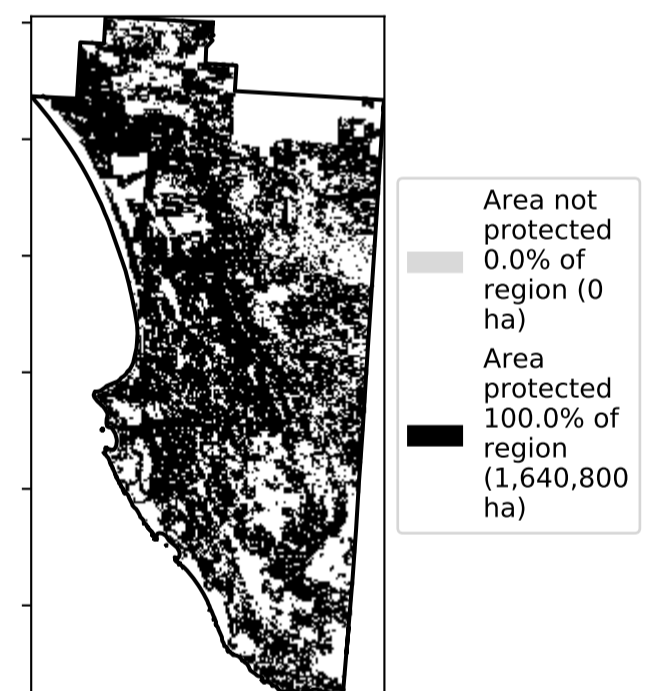 Area not
protected
0.0% of
region (0
ha)
Area
protected
100.0% of
region
(1,640,800
ha)